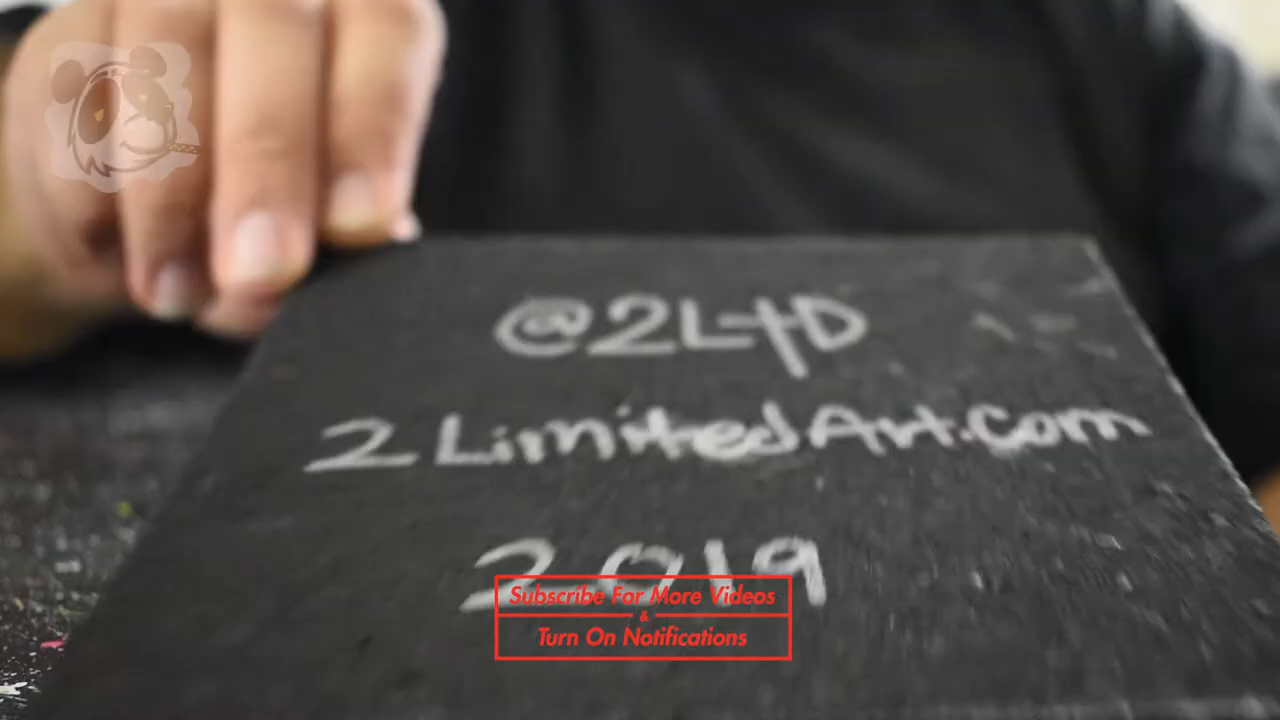 @2LtD
2LimitedArt.Com
2019
Subscribe For More Videos
&
Turn On Notifications